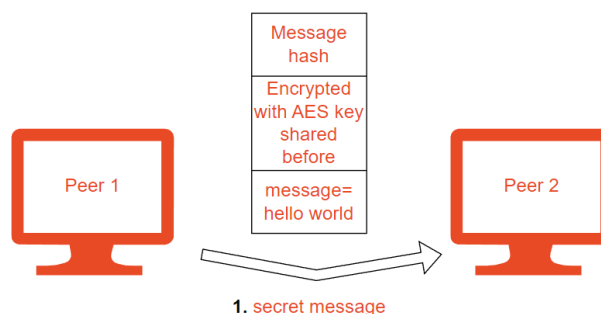 Message
hash
Encrypted
with AES key
shared
before
Peer 1
message=
hello world
Peer 2
1. secret message